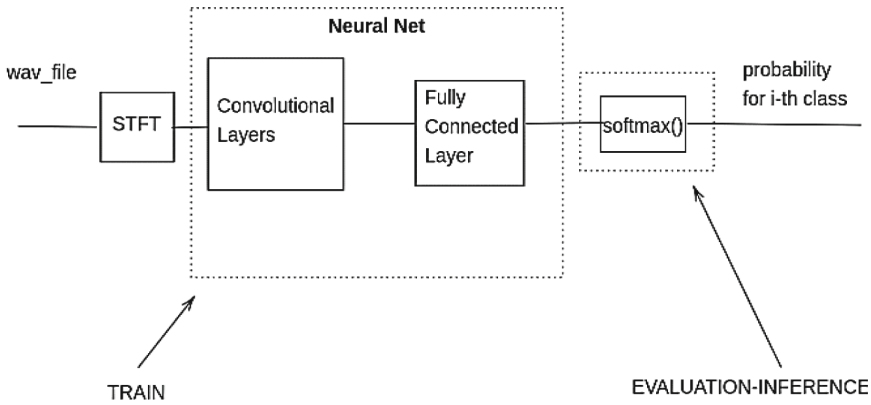 Neural Net
wav_file
STFT
Convolutional
Layers
Fully
Connected
Layer
softmax()
probability
for i-th class
TRAIN
EVALUATION-INFERENCE